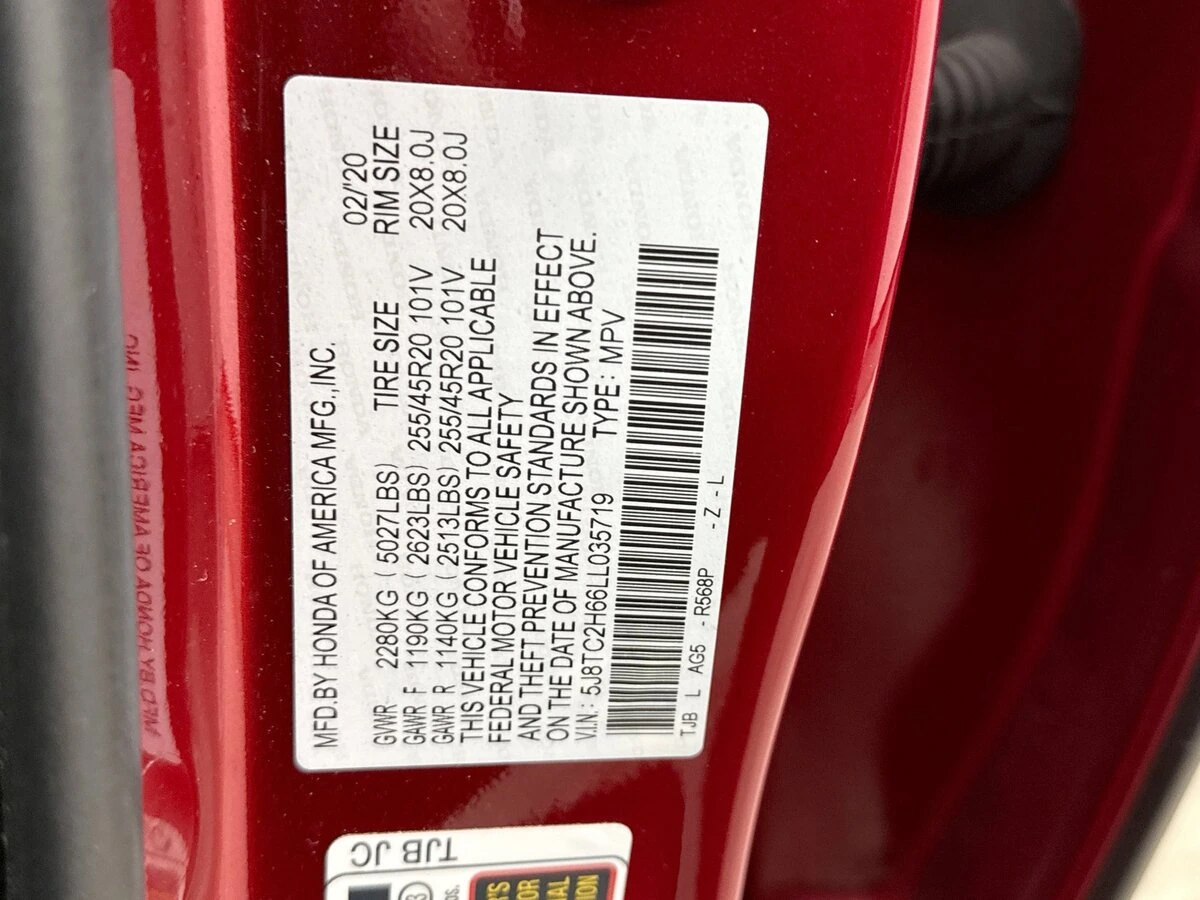 MFD.BY HONDA OF AMERICA MFG.,INC.
02/'20
GVWR 2280KG ( 5027LBS) TIRE SIZE RIM SIZE
GAWR F 1190KG ( 2623LBS) 255/45R20 101V 20X8.0J
GAWR R 1140KG ( 2513LBS) 255/45R20 101V 20X8.0J
THIS VEHICLE CONFORMS TO ALL APPLICABLE
FEDERAL MOTOR VEHICLE SAFETY
AND THEFT PREVENTION STANDARDS IN EFFECT
ON THE DATE OF MANUFACTURE SHOWN ABOVE.
V.I.N.: 5J8TC2H66LL035719 TYPE : MPV
TJB L AG5 - R568P - Z - L
TJB JC